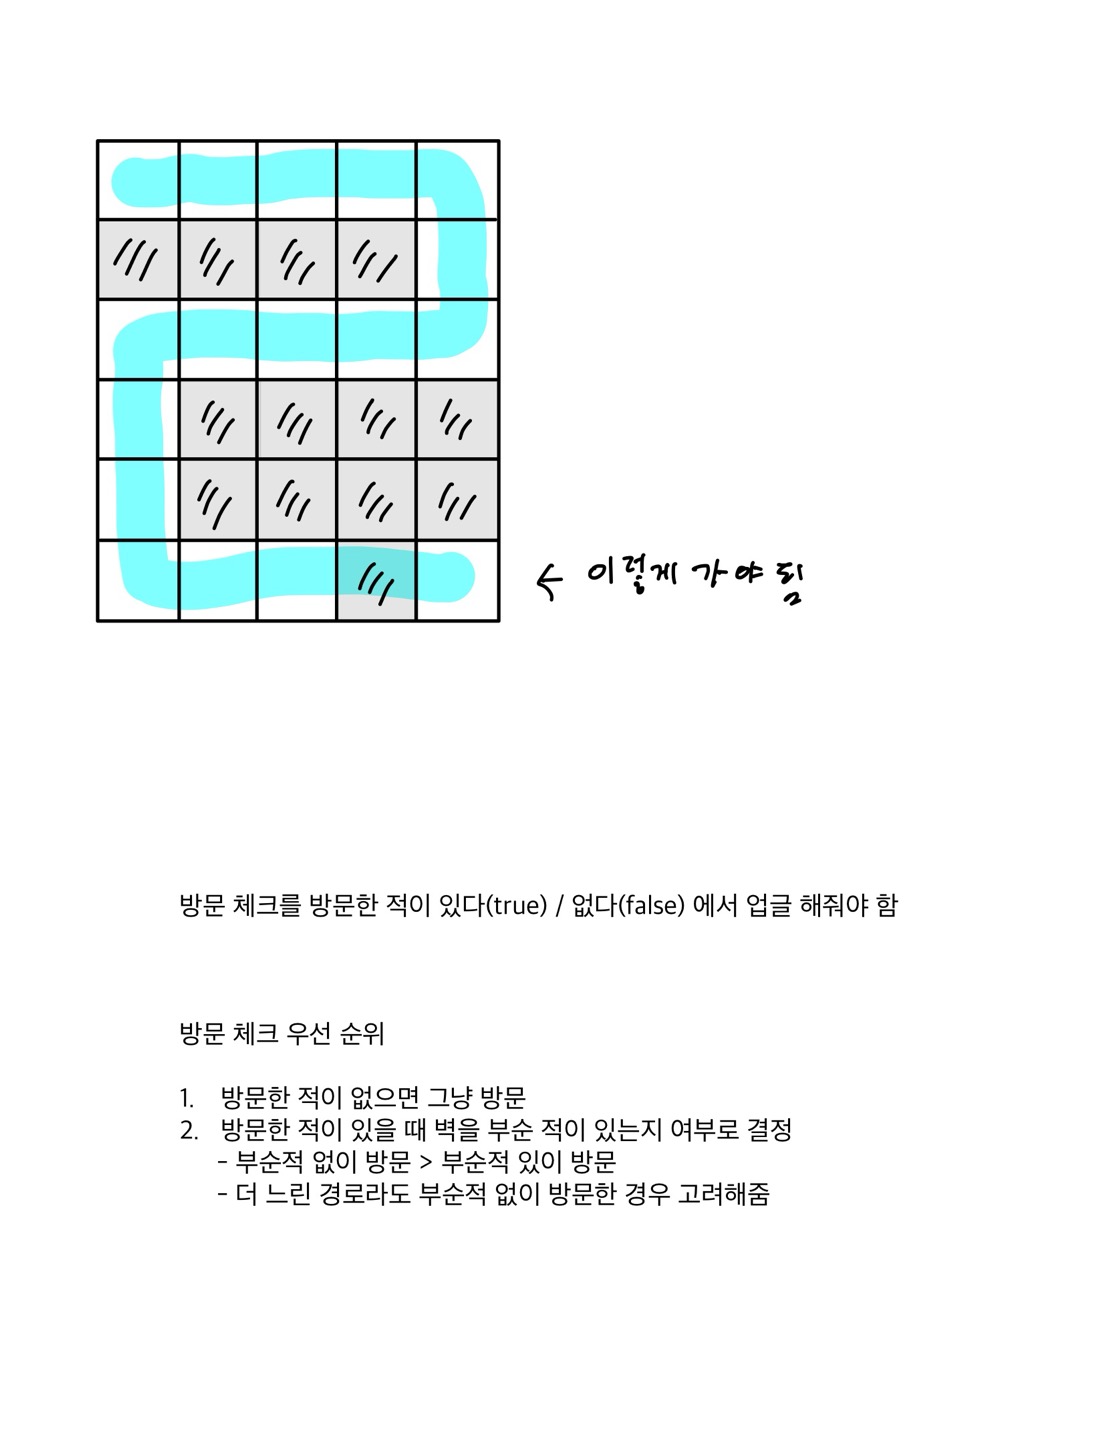 ← 이렇게 가야 됨
방문 체크를 방문한 적이 있다(true) / 없다(false) 에서 업글 해줘야 함
방문 체크 우선 순위
1. 방문한 적이 없으면 그냥 방문
2. 방문한 적이 있을 때 벽을 부순 적이 있는지 여부로 결정
- 부순적 없이 방문 > 부순적 있이 방문
- 더 느린 경로라도 부순적 없이 방문한 경우 고려해줌